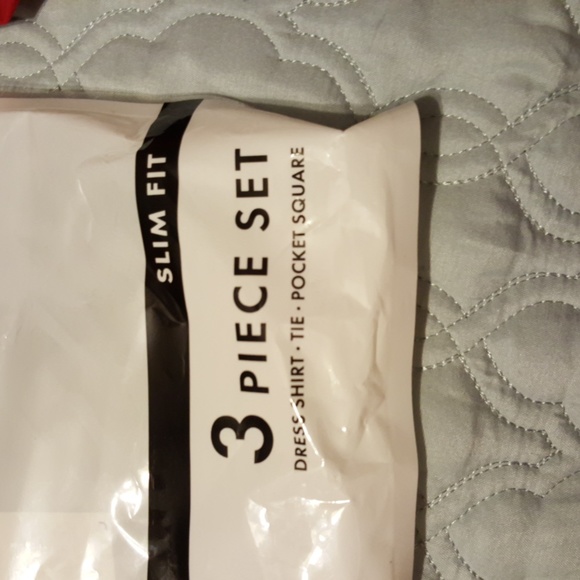 SLIM FIT
3 PIECE SET
DRESS SHIRT • TIE • POCKET SQUARE